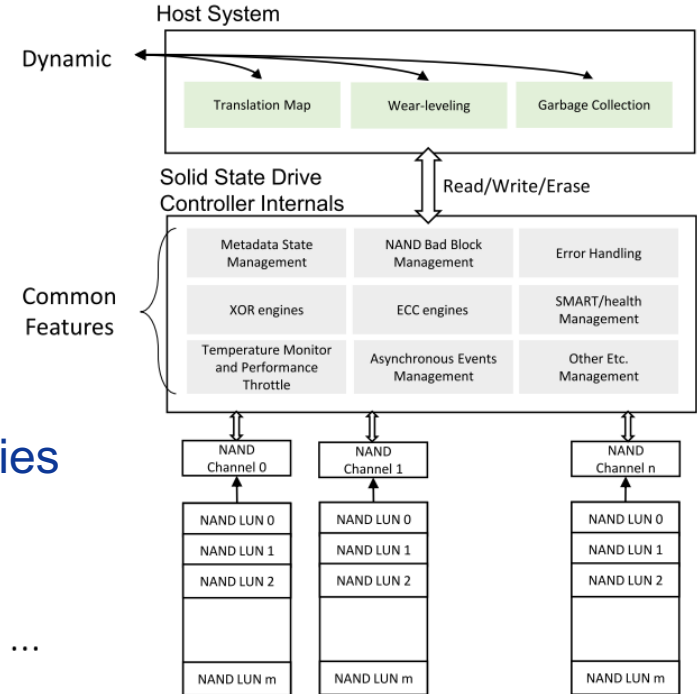 Host System
Dynamic
Translation Map
Wear-leveling
Garbage Collection
Solid State Drive
Controller Internals
Read/Write/Erase
Common
Features
Metadata State
Management
NAND Bad Block
Management
Error Handling
XOR engines
ECC engines
SMART/health
Management
Temperature Monitor
and Performance
Throttle
Asynchronous Events
Management
Other Etc.
Management
ies
NAND
Channel 0
NAND
Channel 1
NAND
Channel n
NAND LUN 0
NAND LUN 1
NAND LUN 2
NAND LUN m
NAND LUN 0
NAND LUN 1
NAND LUN 2
NAND LUN m
NAND LUN 0
NAND LUN 1
NAND LUN 2
NAND LUN m
...